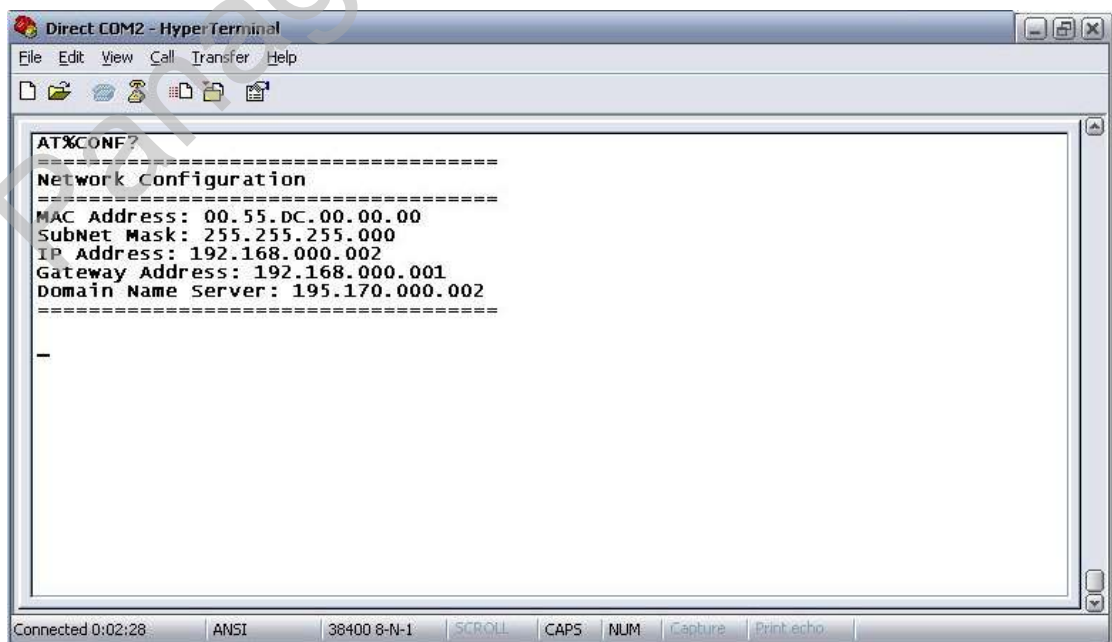 Direct COM2 - HyperTerminal
File Edit View Call Transfer Help
AT%CONF?
====================================
Network Configuration
====================================
MAC Address: 00.55.DC.00.00.00
SubNet Mask: 255.255.255.000
IP Address: 192.168.000.002
Gateway Address: 192.168.000.001
Domain Name Server: 195.170.000.002
====================================
_
Connected 0:02:28 ANSI 38400 8-N-1 SCROLL CAPS NUM Capture Print echo